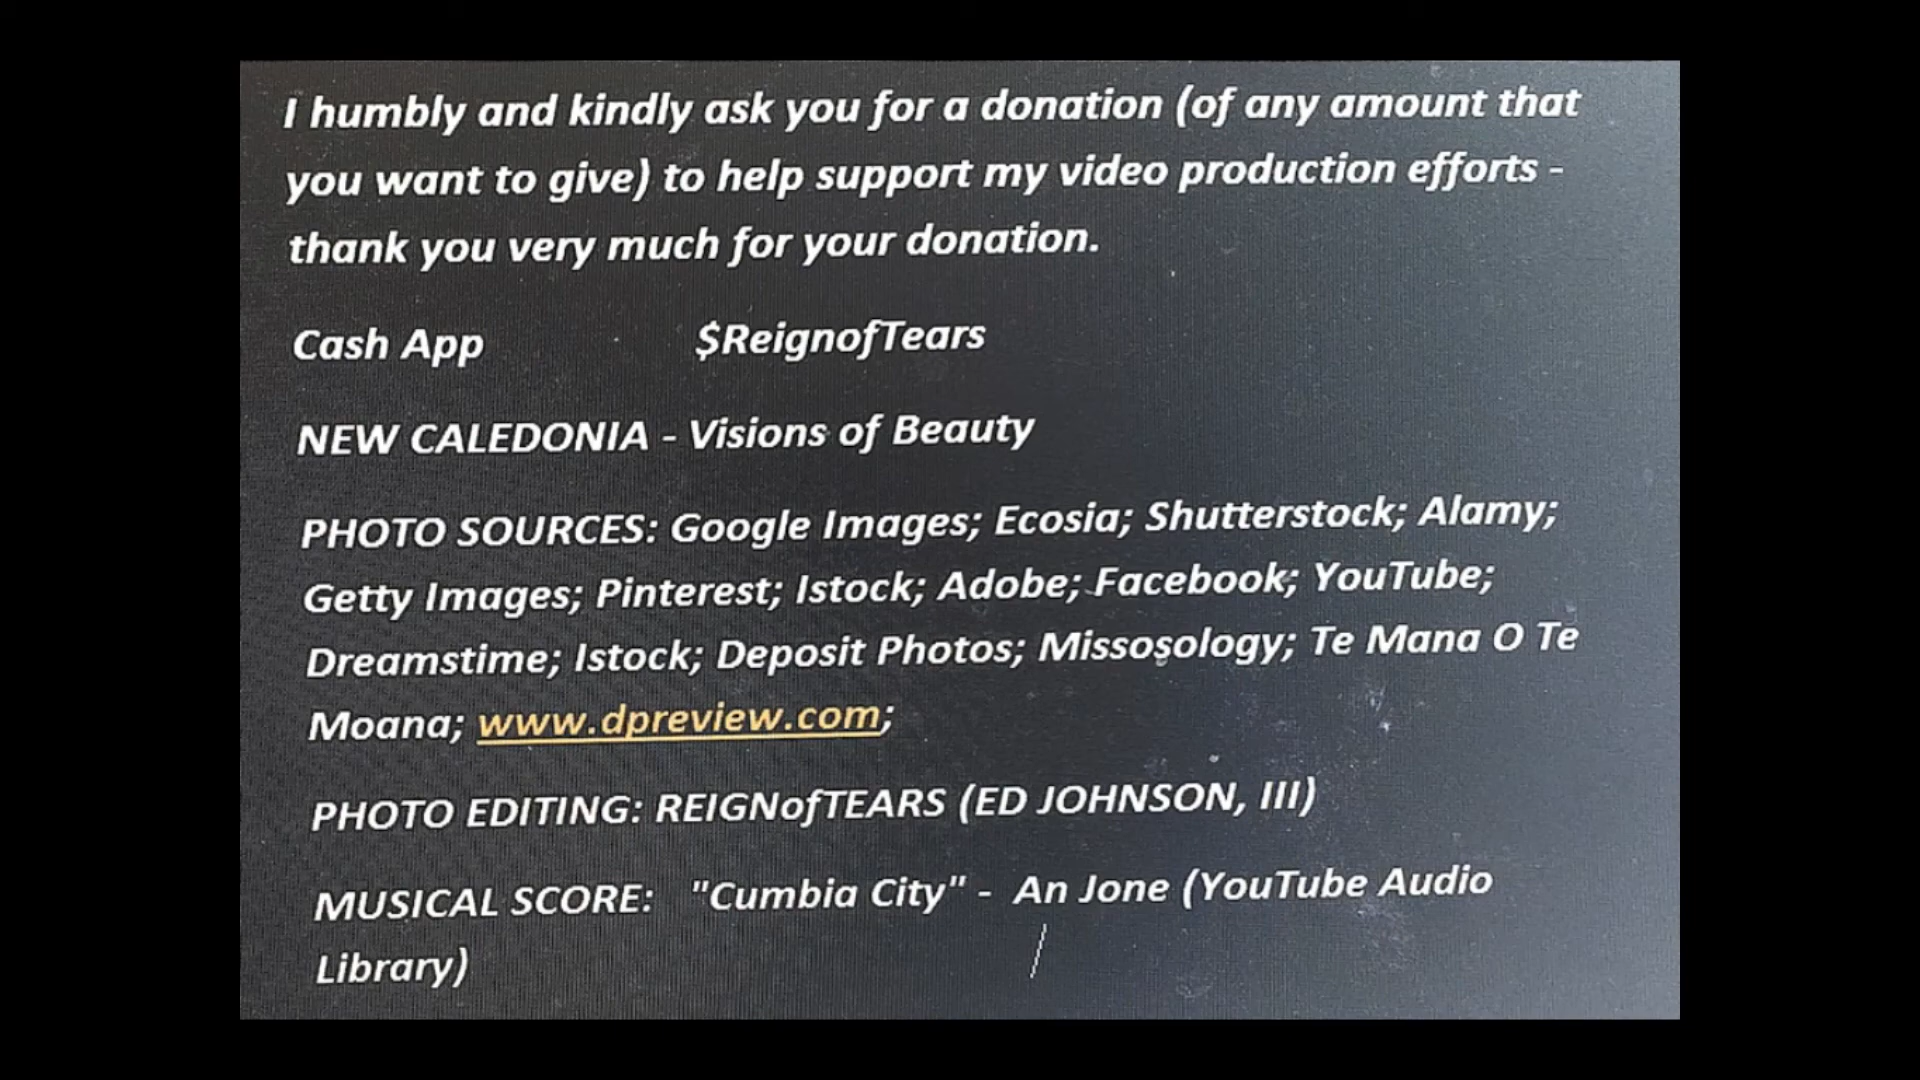 I humbly and kindly ask you for a donation (of any amount that
you want to give) to help support my video production efforts -
thank you very much for your donation.
Cash App $ReignofTears
NEW CALEDONIA - Visions of Beauty
PHOTO SOURCES: Google Images; Ecosia; Shutterstock; Alamy;
Getty Images; Pinterest; Istock; Adobe; Facebook; YouTube;
Dreamstime; Istock; Deposit Photos; Missosology; Te Mana O Te
Moana; www.dpreview.com;
PHOTO EDITING: REIGNofTEARS (ED JOHNSON, III)
MUSICAL SCORE: "Cumbia City" - An Jone (YouTube Audio
Library)